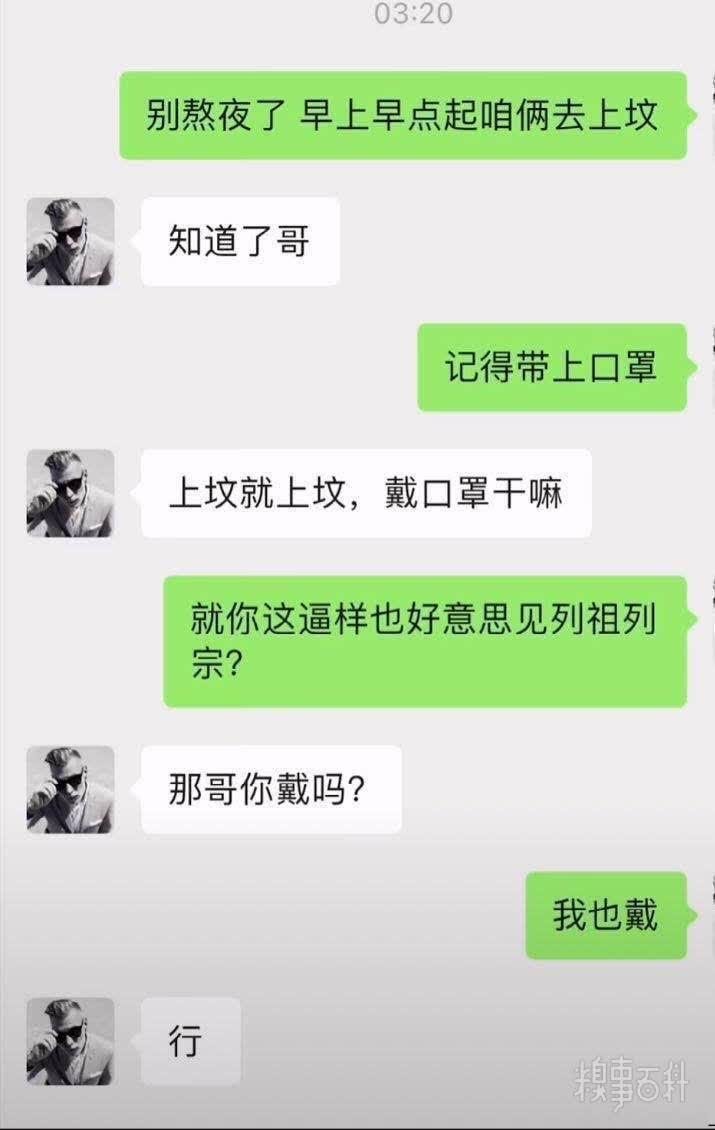 03:20
别熬夜了 早上早点起咱俩去上坟
知道了哥
记得带上口罩
上坟就上坟，戴口罩干嘛
就你这逼样也好意思见列祖列
宗？
那哥你戴吗？
我也戴
行
糗事百科